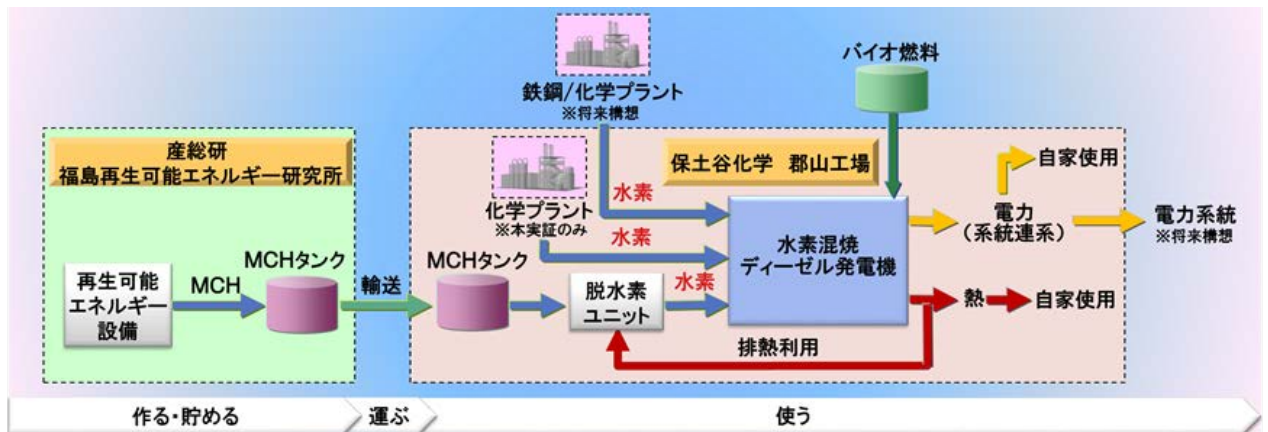 鉄鋼/化学プラント
※将来構想
バイオ燃料
産総研
福島再生可能エネルギー研究所
保土谷化学 郡山工場
化学プラント
※本実証のみ
水素
水素
水素
再生可能
エネルギー
設備
MCH
MCHタンク
輸送
MCHタンク
脱水素
ユニット
水素混焼
ディーゼル発電機
排熱利用
自家使用
電力
(系統連系)
電力系統
※将来構想
熱
自家使用
作る・貯める
運ぶ
使う